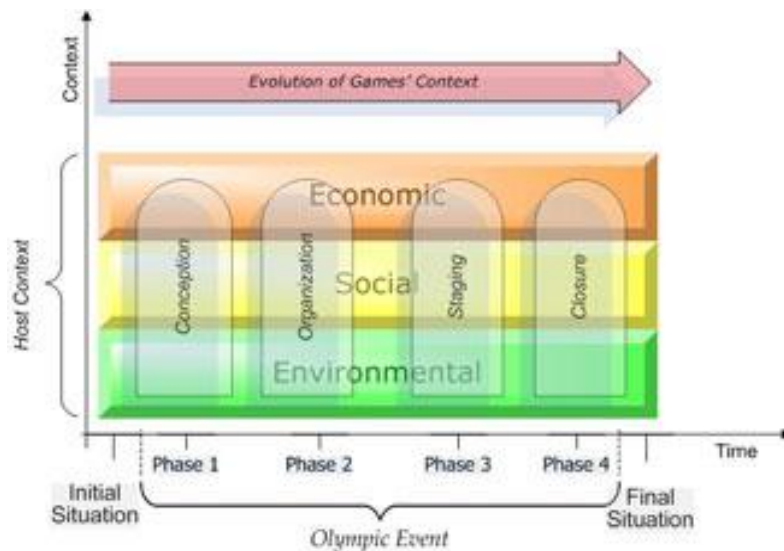 Context
Evolution of Games' Context
Host Context
Economic
Social
Environmental
Conception
Organization
Staging
Closure
Time
Phase 1
Phase 2
Phase 3
Phase 4
Initial
Situation
Final
Situation
Olympic Event